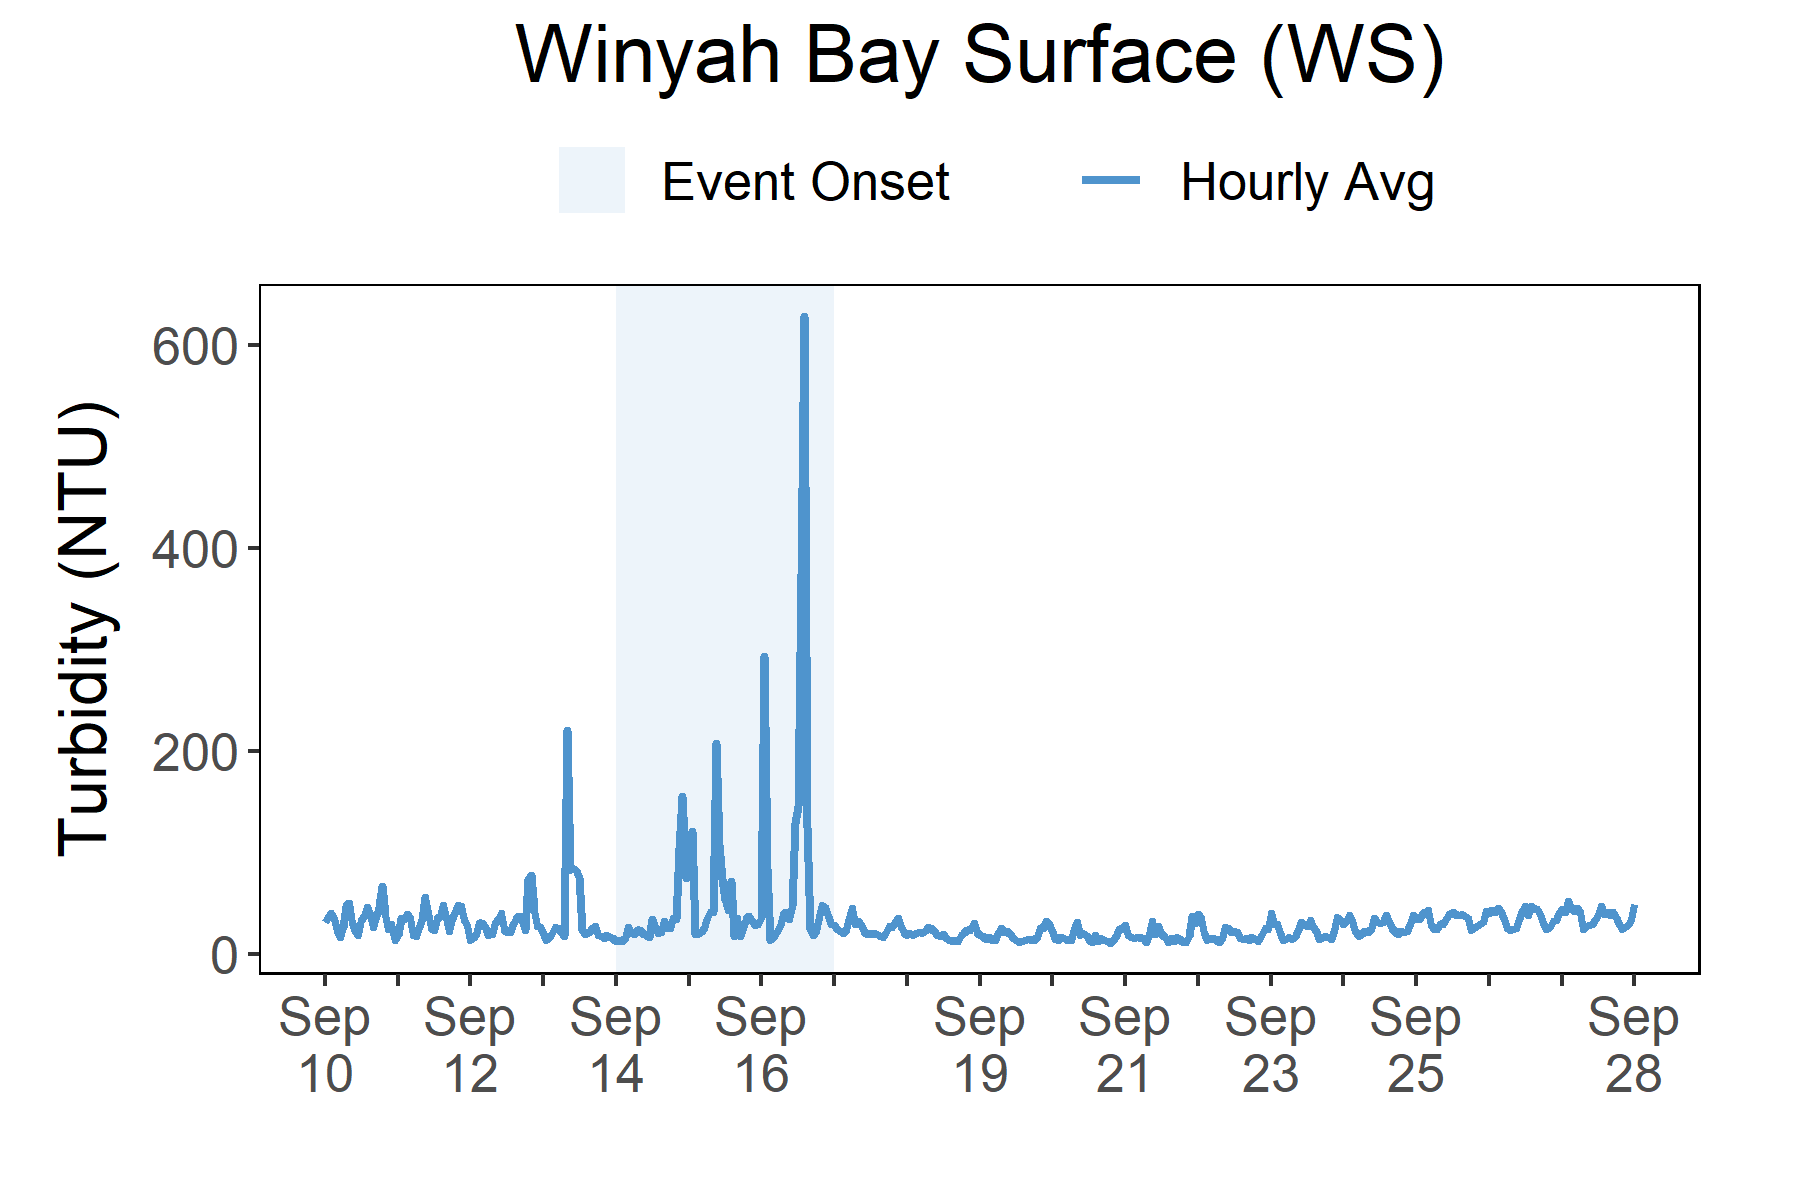 Winyah Bay Surface (WS)
Event Onset Hourly Avg
Turbidity (NTU)
600
400
200
0
Sep Sep Sep Sep Sep Sep Sep Sep Sep
10 12 14 16 19 21 23 25 28